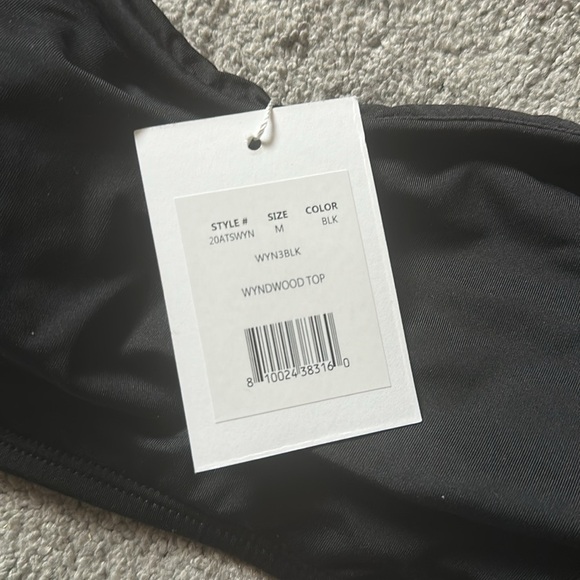 STYLE # SIZE COLOR
20ATSWYN M BLK
WYN3BLK
WYNDWOOD TOP
8 10024 38316 0